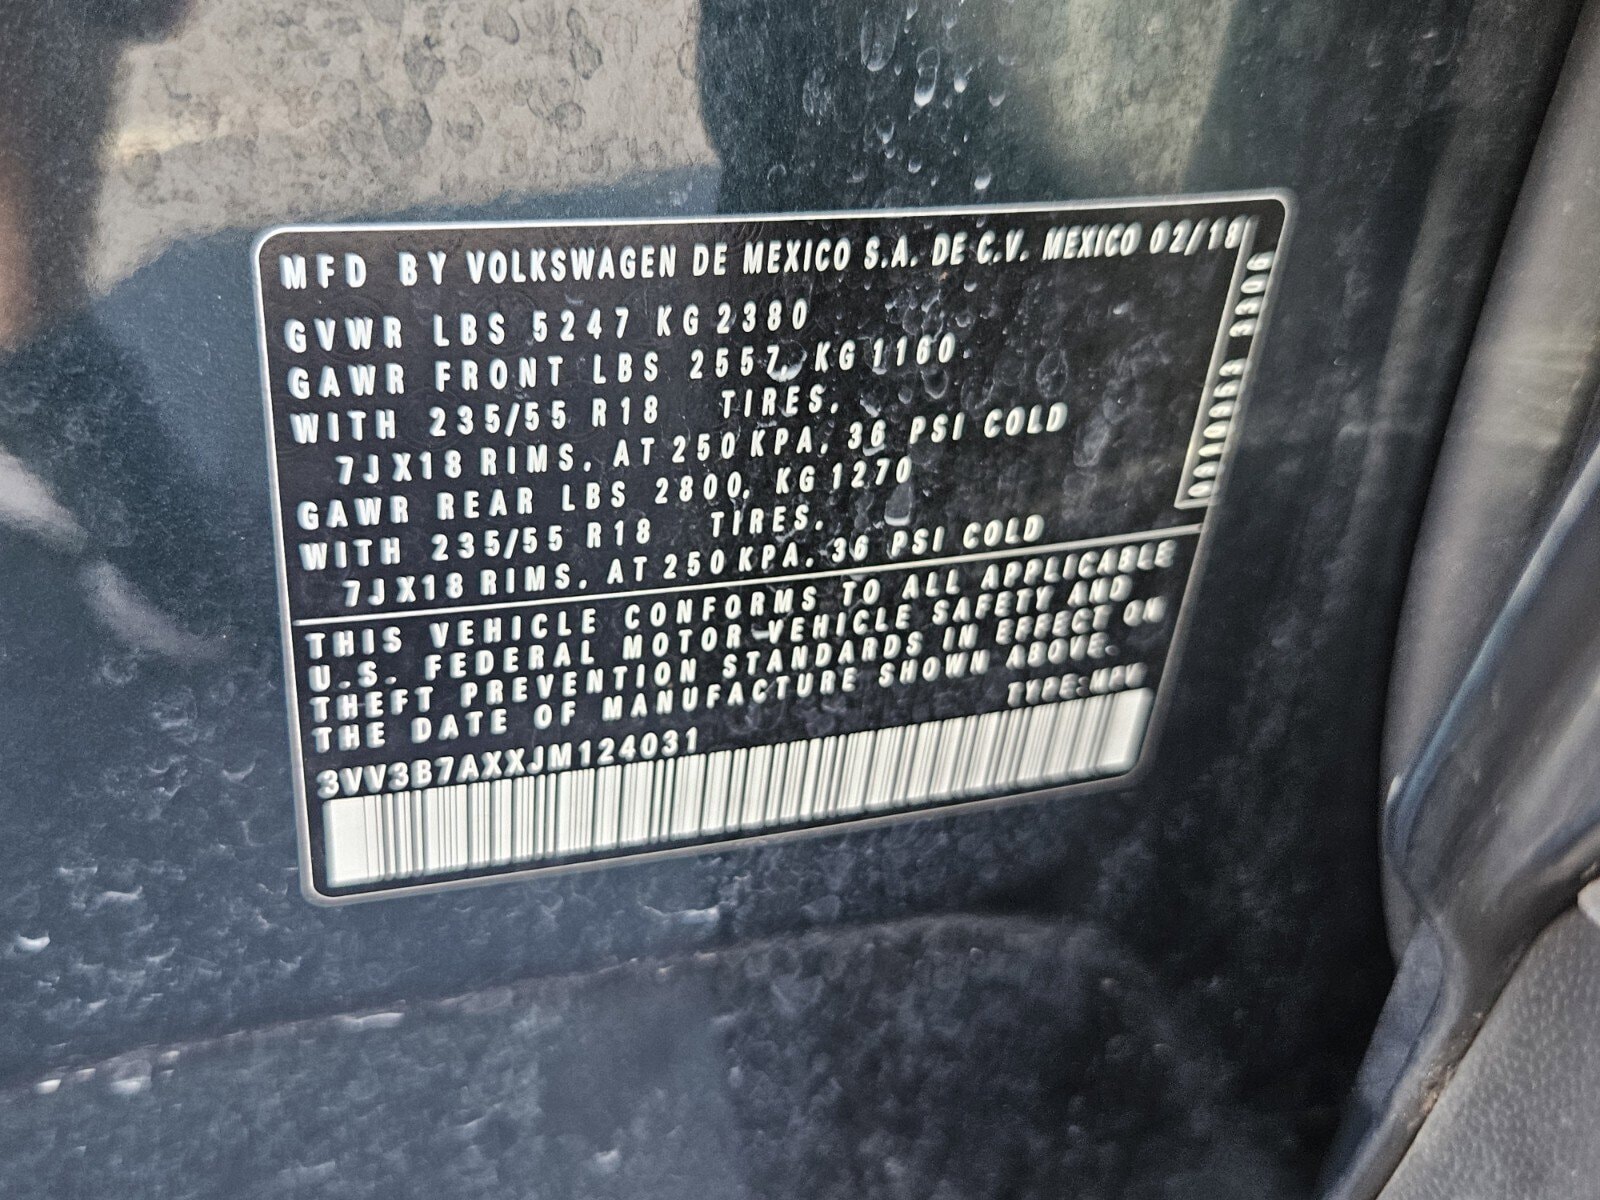 MFD BY VOLKSWAGEN DE MEXICO S.A. DE C.V. MEXICO 02/18
GVWR LBS 5247 KG 2380
GAWR FRONT LBS 2557, KG 1160
WITH 235/55 R18 TIRES.
7JX18 RIMS, AT 250 KPA, 36 PSI COLD
GAWR REAR LBS 2800, KG 1270
WITH 235/55 R18 TIRES.
7JX18 RIMS, AT 250 KPA, 36 PSI COLD
THIS VEHICLE CONFORMS TO ALL APPLICABLE
U.S. FEDERAL MOTOR VEHICLE SAFETY AND
THEFT PREVENTION STANDARDS IN EFFECT ON
THE DATE OF MANUFACTURE SHOWN ABOVE.
TYPE: MPV
3VV3B7AXXJM124031